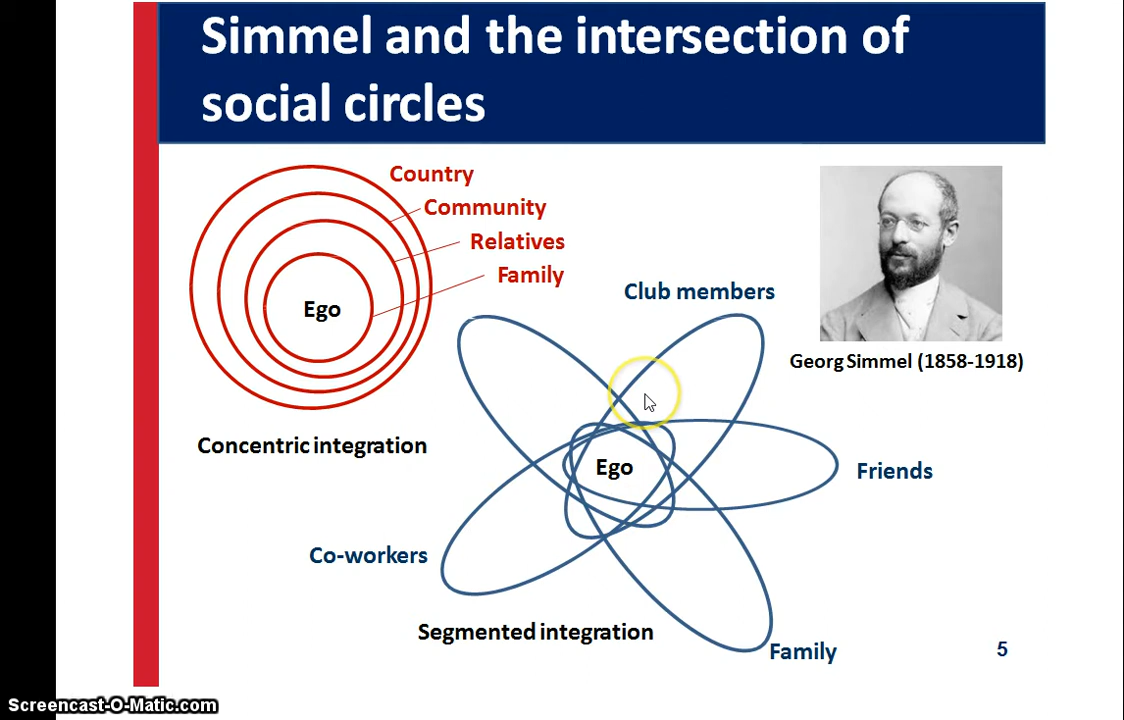 Simmel and the intersection of
social circles
Country
Community
Relatives
Family
Ego
Concentric integration
Club members
Georg Simmel (1858-1918)
Ego
Friends
Co-workers
Segmented integration
Family
5
Screencast-O-Matic.com